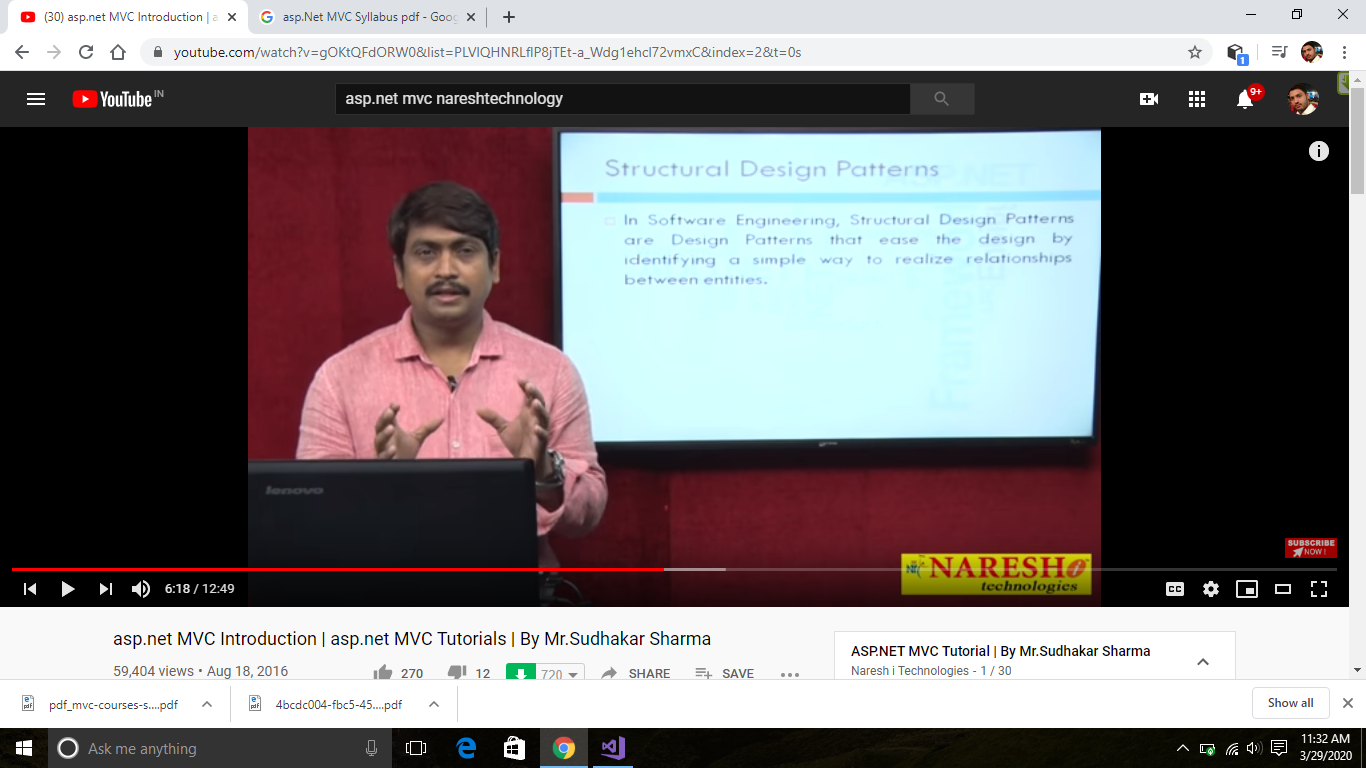 (30) asp.net MVC Introduction | a
asp.Net MVC Syllabus pdf - Goog
youtube.com/watch?v=gOKtQFdORW0&list=PLVlQHNRLflP8jTEt-a_Wdg1ehcl72vmxC&index=2&t=0s
1
YouTube IN
asp.net mvc nareshtechnology
9+
Structural Design Patterns
In Software Engineering, Structural Design Patterns
are Design Patterns that ease the design by
identifying a simple way to realize relationships
between entities.
lenovo
SUBSCRIBE
NOW !
NARESH i
technologies
6:18 / 12:49
CC
asp.net MVC Introduction | asp.net MVC Tutorials | By Mr.Sudhakar Sharma
59,404 views • Aug 18, 2016
270
12
720
SHARE
SAVE
ASP.NET MVC Tutorial | By Mr.Sudhakar Sharma
Naresh i Technologies - 1 / 30
pdf_mvc-courses-s....pdf
4bcdc004-fbc5-45....pdf
Show all
Ask me anything
11:32 AM
3/29/2020